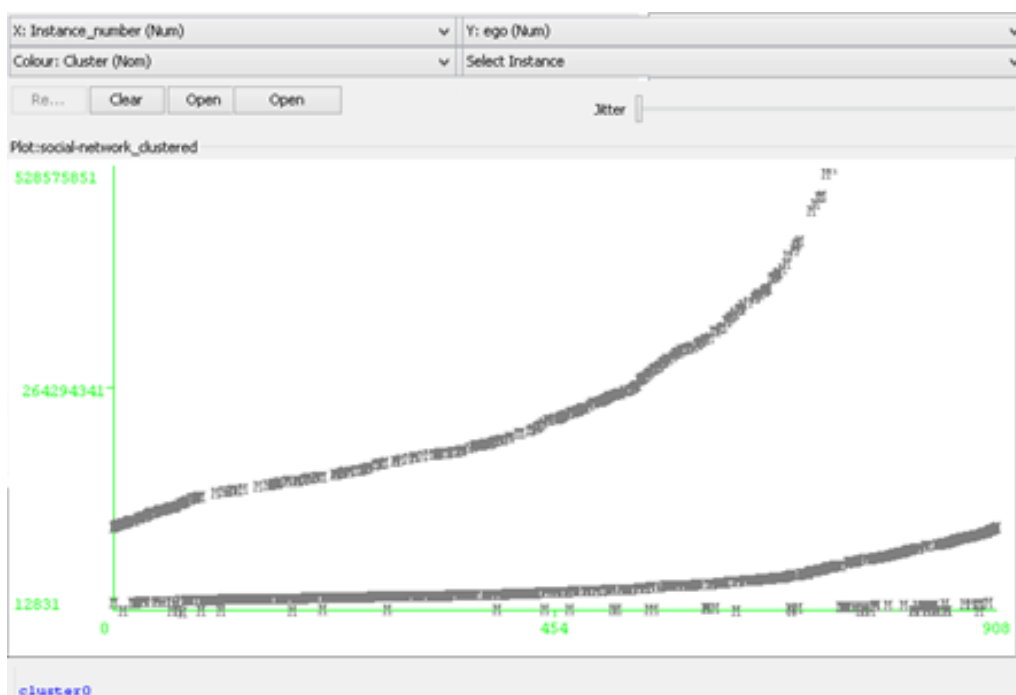 X: Instance_number (Num) Y: ego (Num)
Colour: Cluster (Nom) Select Instance
Re... Clear Open Open Jitter
Plot:social-network_clustered
528575851
264294341
12831
0 454 908
cluster0